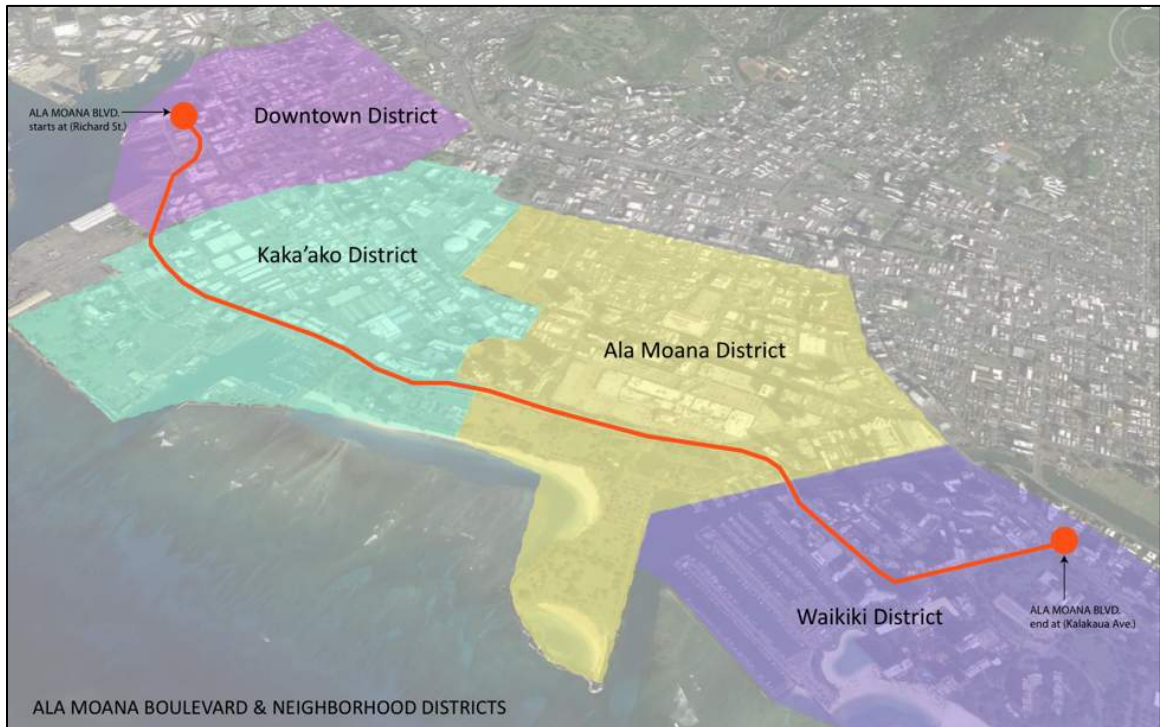 ALA MOANA BLVD.
starts at (Richard St.)
Downtown District
Kaka'ako District
Ala Moana District
Waikiki District
ALA MOANA BLVD.
end at (Kalakaua Ave.)
ALA MOANA BOULEVARD & NEIGHBORHOOD DISTRICTS